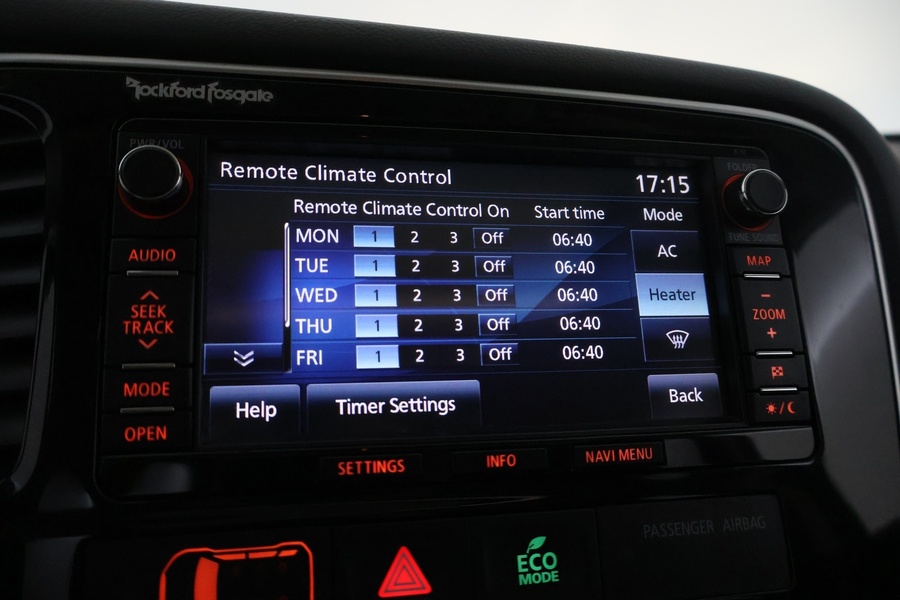 Rockford Fosgate
PWR/VOL
FOLDER
Remote Climate Control 17:15
Remote Climate Control On Start time Mode
MON 1 2 3 Off 06:40
TUE 1 2 3 Off 06:40
WED 1 2 3 Off 06:40
THU 1 2 3 Off 06:40
FRI 1 2 3 Off 06:40
AC
Heater
Help Timer Settings Back
AUDIO
SEEK
TRACK
MODE
OPEN
TUNE SOUND
MAP
ZOOM
SETTINGS INFO NAVI MENU
ECO
MODE
PASSENGER AIRBAG